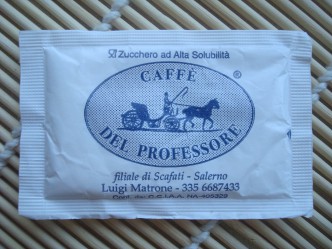 Zucchero ad Alta Solubilità
CAFFÈ
®
DEL PROFESSORE
filiale di Scafati - Salerno
Luigi Matrone - 335 6687433